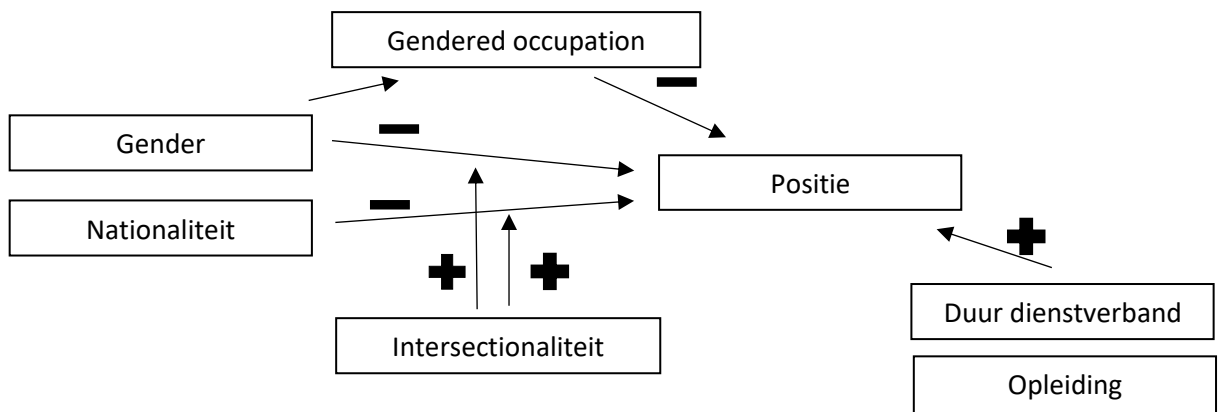 Gendered occupation
Gender
Positie
Nationaliteit
Duur dienstverband
Intersectionaliteit
Opleiding